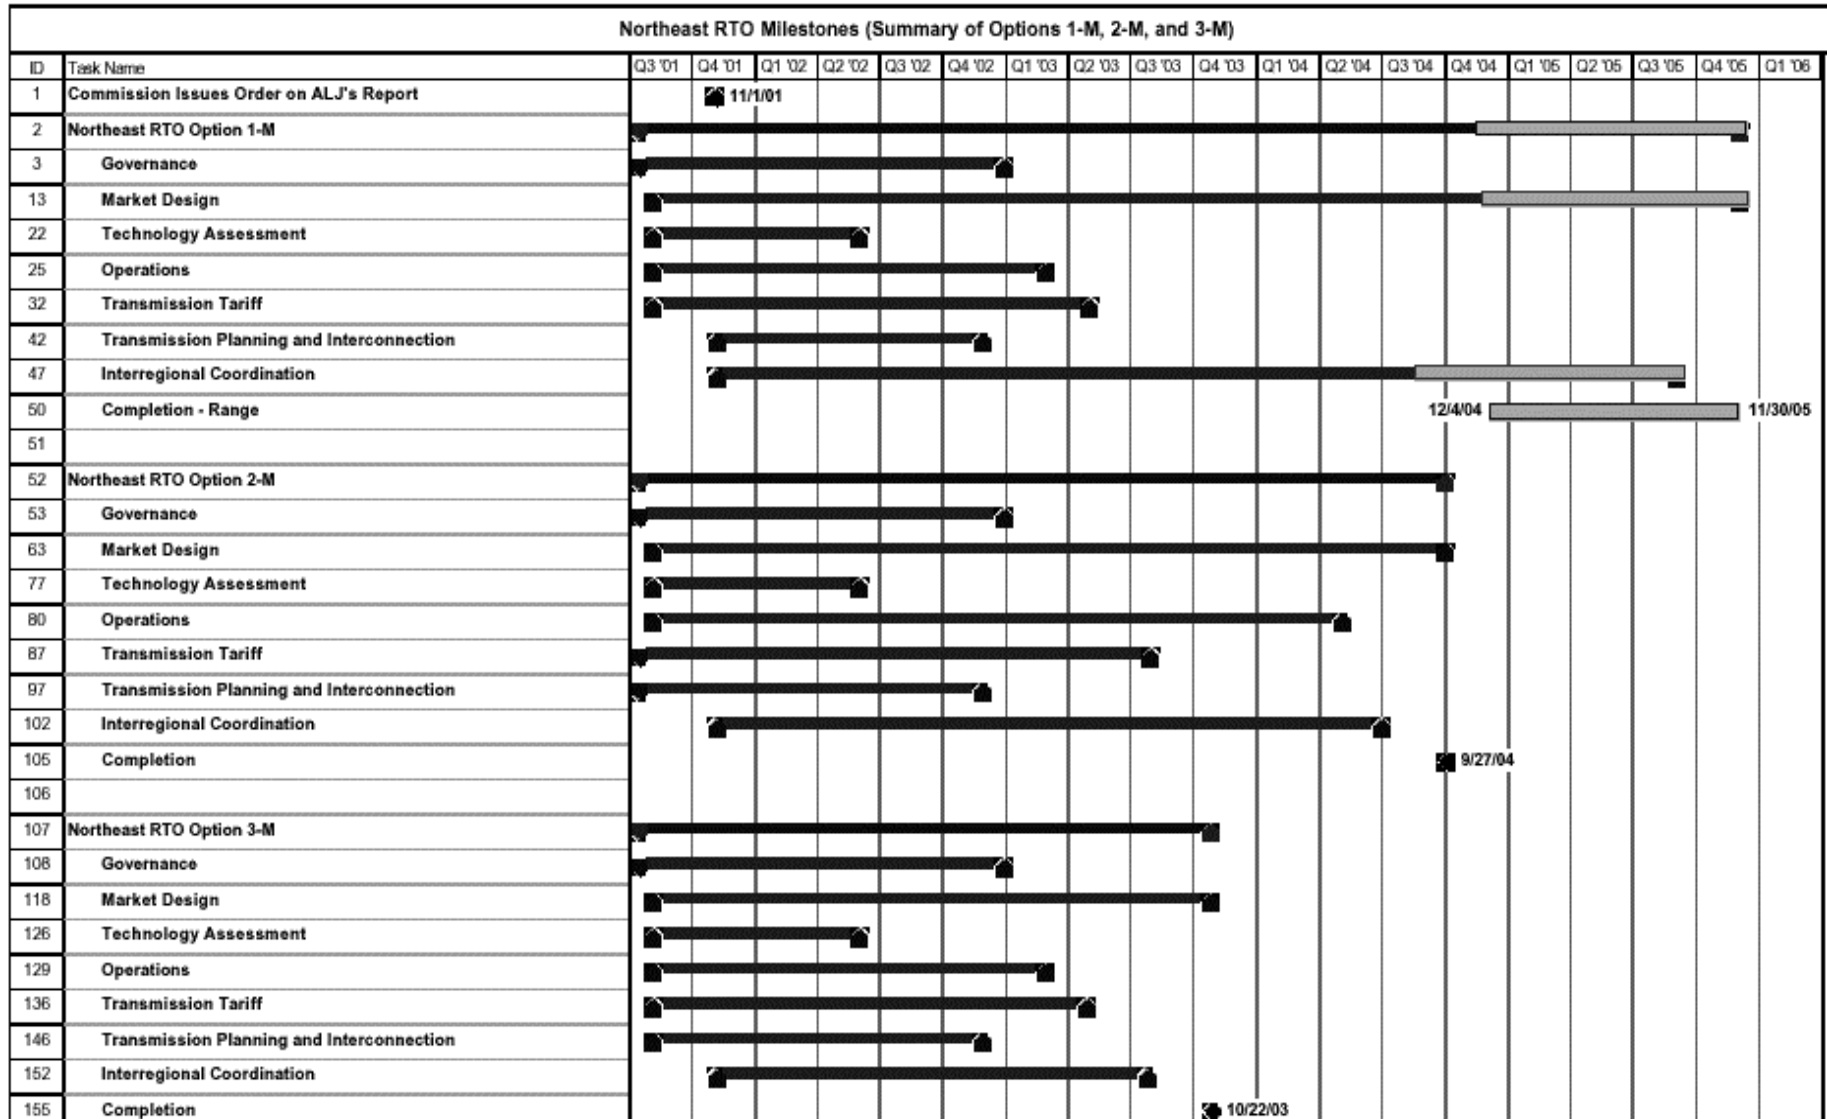 Northeast RTO Milestones (Summary of Options 1-M, 2-M, and 3-M)
ID Task Name Q3 '01 Q4 '01 Q1 '02 Q2 '02 Q3 '02 Q4 '02 Q1 '03 Q2 '03 Q3 '03 Q4 '03 Q1 '04 Q2 '04 Q3 '04 Q4 '04 Q1 '05 Q2 '05 Q3 '05 Q4 '05 Q1 '06
1 Commission Issues Order on ALJ's Report 11/1/01
2 Northeast RTO Option 1-M
3 Governance
13 Market Design
22 Technology Assessment
25 Operations
32 Transmission Tariff
42 Transmission Planning and Interconnection
47 Interregional Coordination
50 Completion - Range 12/4/04 11/30/05
51
52 Northeast RTO Option 2-M
53 Governance
63 Market Design
77 Technology Assessment
80 Operations
87 Transmission Tariff
97 Transmission Planning and Interconnection
102 Interregional Coordination
105 Completion 9/27/04
106
107 Northeast RTO Option 3-M
108 Governance
118 Market Design
126 Technology Assessment
129 Operations
136 Transmission Tariff
146 Transmission Planning and Interconnection
152 Interregional Coordination
155 Completion 10/22/03